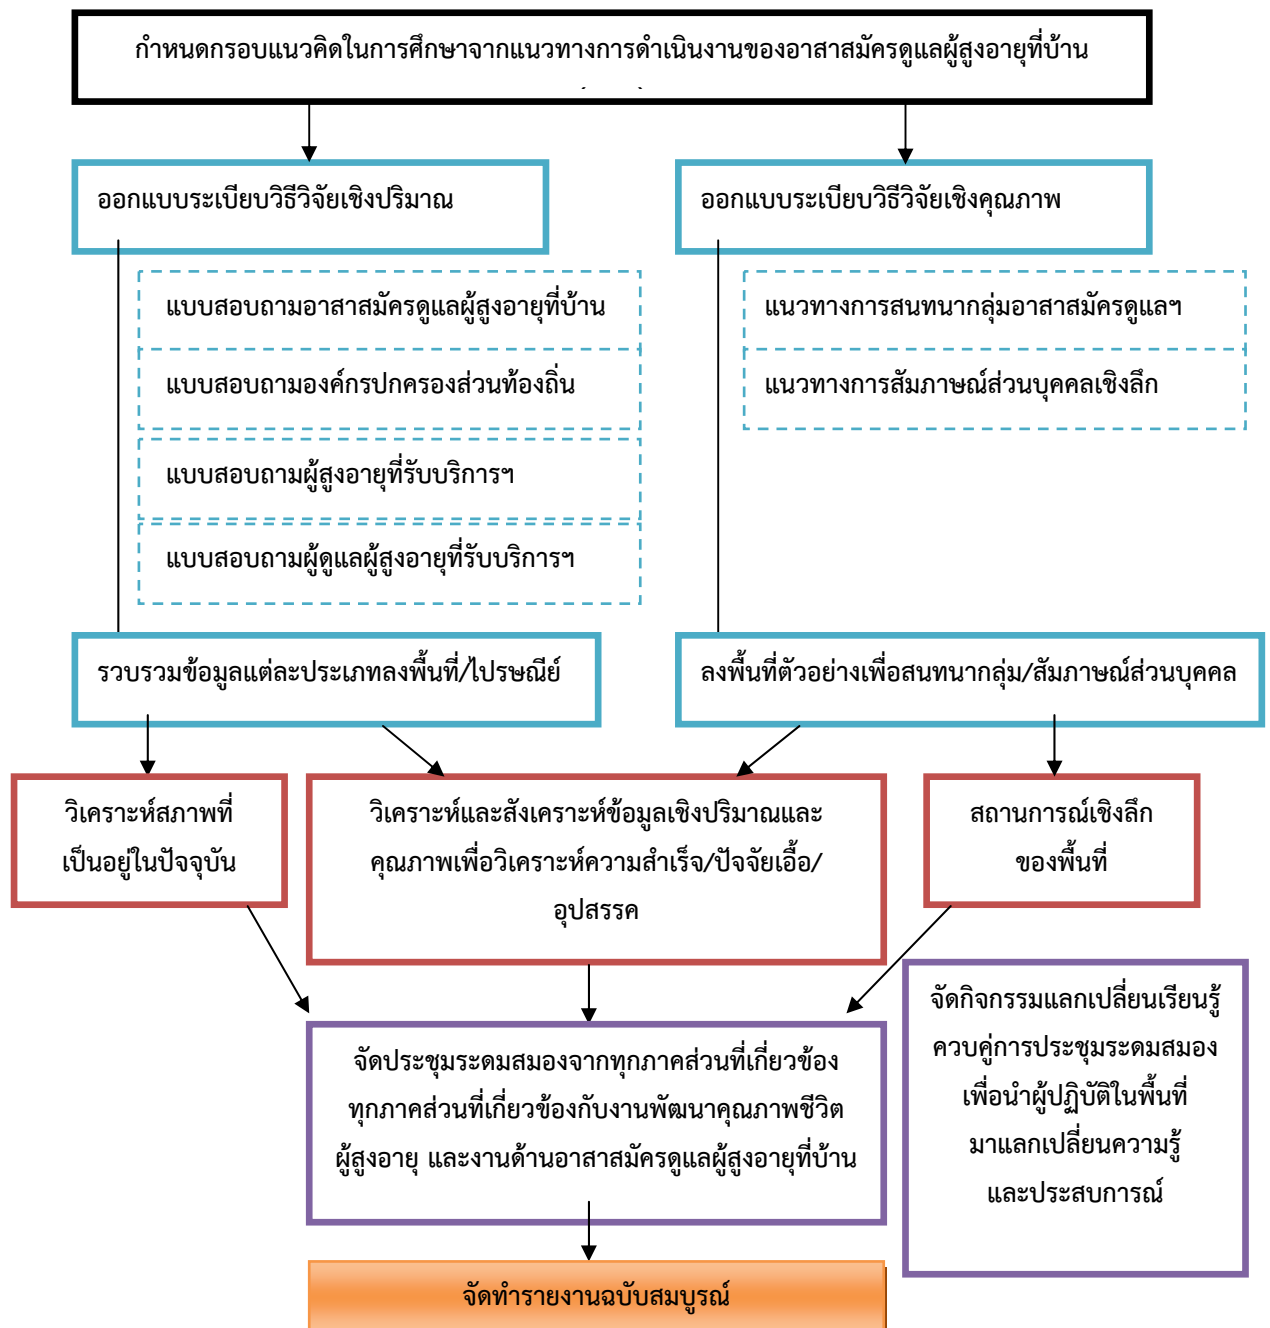 กำหนดกรอบแนวคิดในการศึกษาจากแนวทางการดำเนินงานของอาสาสมัครดูแลผู้สูงอายุที่บ้าน
ออกแบบระเบียบวิธีวิจัยเชิงปริมาณ
ออกแบบระเบียบวิธีวิจัยเชิงคุณภาพ
แบบสอบถามอาสาสมัครดูแลผู้สูงอายุที่บ้าน
แบบสอบถามองค์กรปกครองส่วนท้องถิ่น
แบบสอบถามผู้สูงอายุที่รับบริการฯ
แบบสอบถามผู้ดูแลผู้สูงอายุที่รับบริการฯ
แนวทางการสนทนากลุ่มอาสาสมัครดูแลฯ
แนวทางการสัมภาษณ์ส่วนบุคคลเชิงลึก
รวบรวมข้อมูลแต่ละประเภทลงพื้นที่/ไปรษณีย์
ลงพื้นที่ตัวอย่างเพื่อสนทนากลุ่ม/สัมภาษณ์ส่วนบุคคล
วิเคราะห์สภาพที่
เป็นอยู่ในปัจจุบัน
วิเคราะห์และสังเคราะห์ข้อมูลเชิงปริมาณและ
คุณภาพเพื่อวิเคราะห์ความสำเร็จ/ปัจจัยเอื้อ/
อุปสรรค
สถานการณ์เชิงลึก
ของพื้นที่
จัดประชุมระดมสมองจากทุกภาคส่วนที่เกี่ยวข้อง
ทุกภาคส่วนที่เกี่ยวข้องกับงานพัฒนาคุณภาพชีวิต
ผู้สูงอายุ และงานด้านอาสาสมัครดูแลผู้สูงอายุที่บ้าน
จัดกิจกรรมแลกเปลี่ยนเรียนรู้
ควบคู่การประชุมระดมสมอง
เพื่อนำผู้ปฏิบัติในพื้นที่
มาแลกเปลี่ยนความรู้
และประสบการณ์
จัดทำรายงานฉบับสมบูรณ์